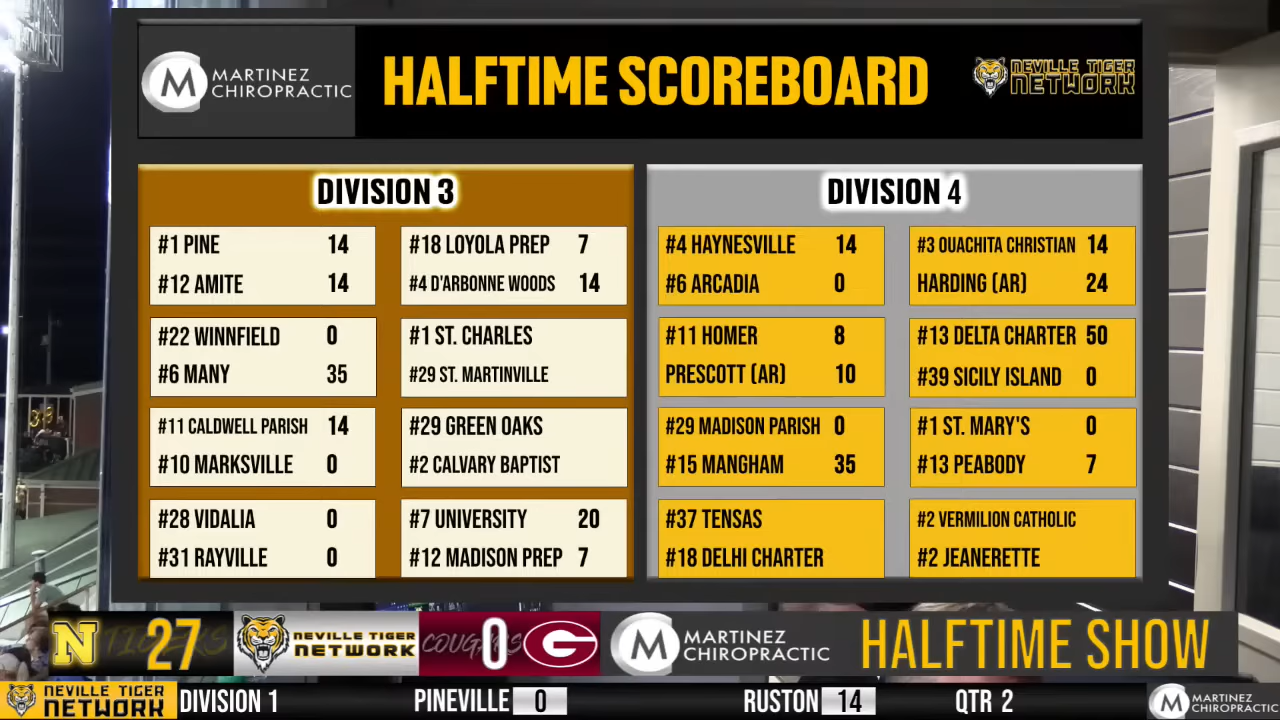 MARTINEZ
CHIROPRACTIC
HALFTIME SCOREBOARD
NEVILLE TIGER
NETWORK
DIVISION 3
#1 PINE 14
#12 AMITE 14
#18 LOYOLA PREP 7
#4 D'ARBONNE WOODS 14
#22 WINNFIELD 0
#6 MANY 35
#1 ST. CHARLES
#29 ST. MARTINVILLE
#11 CALDWELL PARISH 14
#10 MARKSVILLE 0
#29 GREEN OAKS
#2 CALVARY BAPTIST
#28 VIDALIA 0
#31 RAYVILLE 0
#7 UNIVERSITY 20
#12 MADISON PREP 7
DIVISION 4
#4 HAYNESVILLE 14
#6 ARCADIA 0
#3 OUACHITA CHRISTIAN 14
HARDING (AR) 24
#11 HOMER 8
PRESCOTT (AR) 10
#13 DELTA CHARTER 50
#39 SICILY ISLAND 0
#29 MADISON PARISH 0
#15 MANGHAM 35
#1 ST. MARY'S 0
#13 PEABODY 7
#37 TENSAS
#18 DELHI CHARTER
#2 VERMILION CATHOLIC
#2 JEANERETTE
N TIGERS 27
NEVILLE TIGER
NETWORK
COUGARS 0 G
M MARTINEZ
CHIROPRACTIC
HALFTIME SHOW
NEVILLE TIGER
NETWORK
DIVISION 1 PINEVILLE 0 RUSTON 14 QTR 2
M MARTINEZ
CHIROPRACTIC